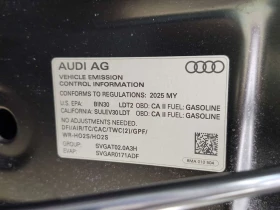 AUDI AG
VEHICLE EMISSION
CONTROL INFORMATION
CONFORMS TO REGULATIONS: 2025 MY
U.S. EPA: BIN30 LDT2 OBD: CA II FUEL: GASOLINE
CALIFORNIA: SULEV30 LDT OBD: CA II FUEL: GASOLINE
NO ADJUSTMENTS NEEDED.
DFI/AIR/TC/CAC/TWC(2)/GPF/
WR-HO2S/HO2S
GROUP: SVGAT02.0A3H
EVAP: SVGAR0171ADF